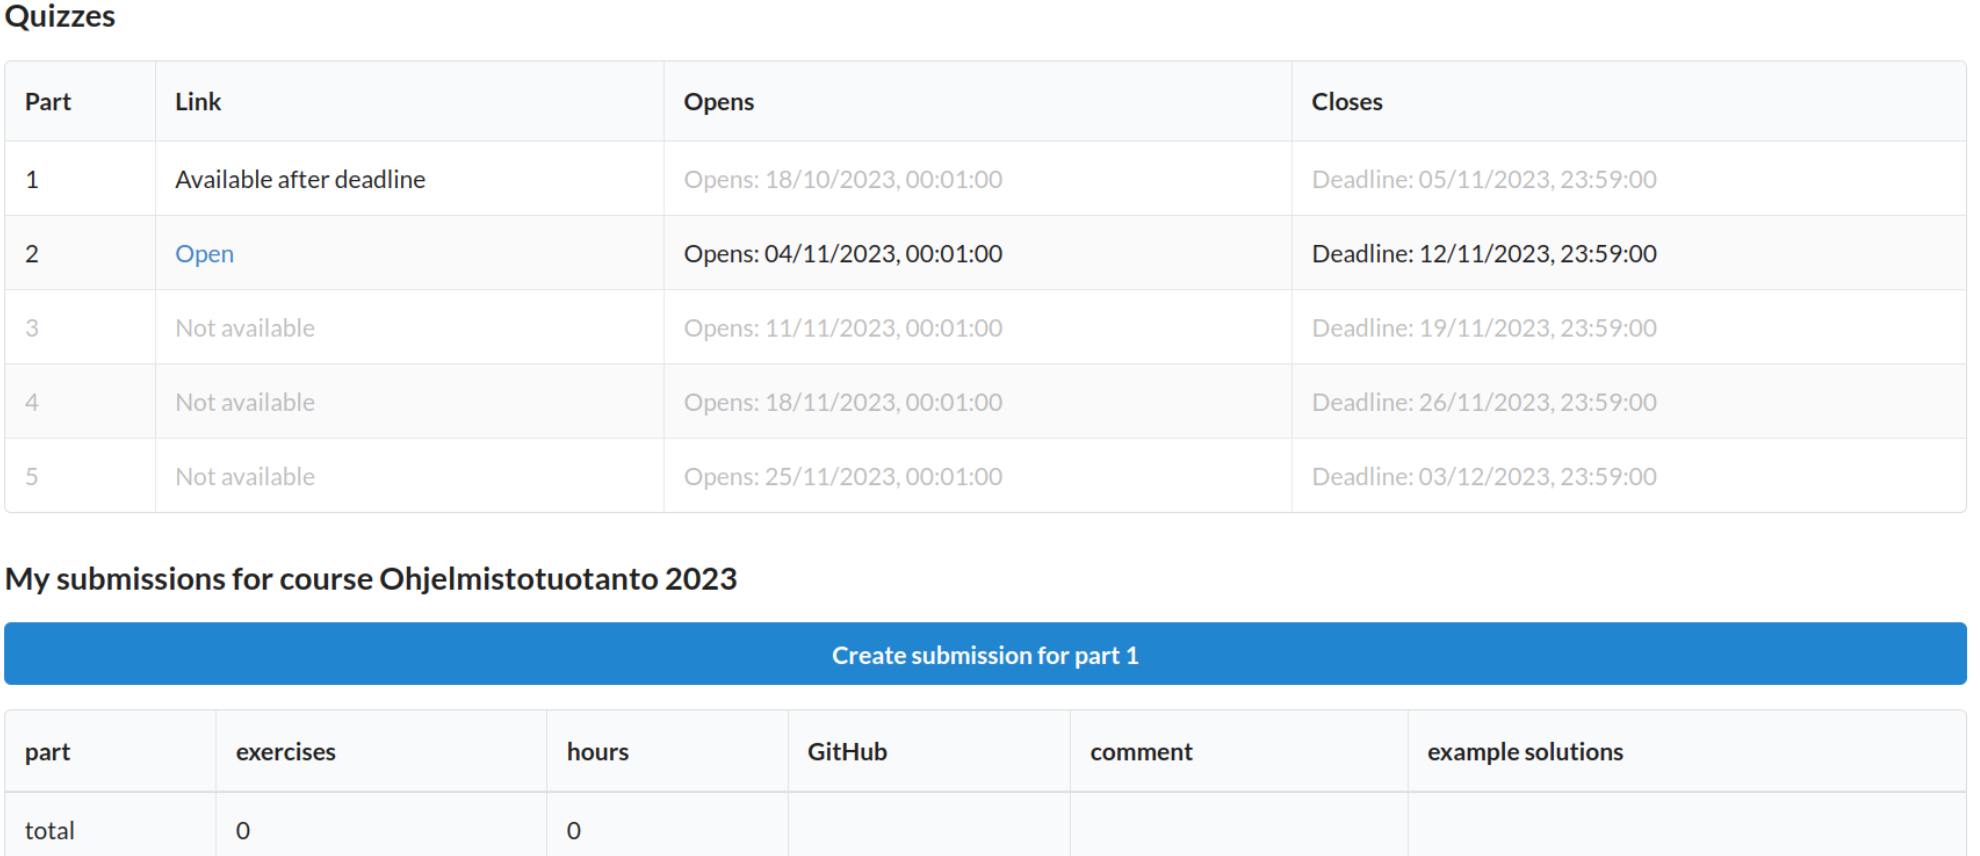 Quizzes
Part Link Opens Closes
1 Available after deadline Opens: 18/10/2023, 00:01:00 Deadline: 05/11/2023, 23:59:00
2 Open Opens: 04/11/2023, 00:01:00 Deadline: 12/11/2023, 23:59:00
3 Not available Opens: 11/11/2023, 00:01:00 Deadline: 19/11/2023, 23:59:00
4 Not available Opens: 18/11/2023, 00:01:00 Deadline: 26/11/2023, 23:59:00
5 Not available Opens: 25/11/2023, 00:01:00 Deadline: 03/12/2023, 23:59:00
My submissions for course Ohjelmistotuotanto 2023
Create submission for part 1
part exercises hours GitHub comment example solutions
total 0 0